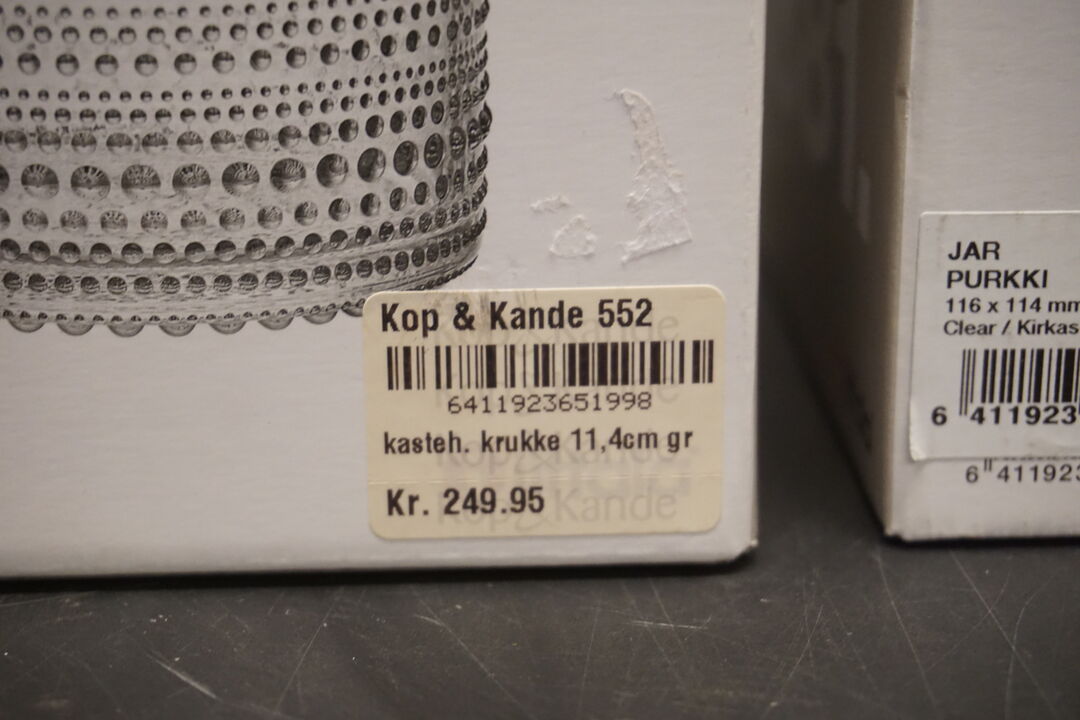 Kop & Kande 552
6411923651998
kasteh. krukke 11,4cm gr
Kr. 249.95
JAR
PURKKI
116 x 114 mm
Clear / Kirkas
6 411923
6 411923